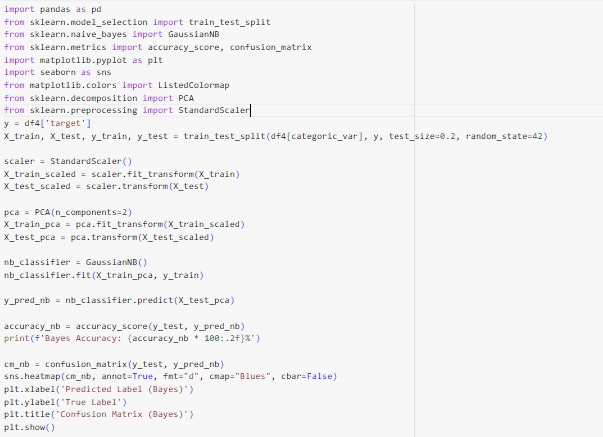 import pandas as pd
from sklearn.model_selection import train_test_split
from sklearn.naive_bayes import GaussianNB
from sklearn.metrics import accuracy_score, confusion_matrix
import matplotlib.pyplot as plt
import seaborn as sns
from matplotlib.colors import ListedColormap
from sklearn.decomposition import PCA
from sklearn.preprocessing import StandardScaler
y = df4['target']
X_train, X_test, y_train, y_test = train_test_split(df4[categoric_var], y, test_size=0.2, random_state=42)
scaler = StandardScaler()
X_train_scaled = scaler.fit_transform(X_train)
X_test_scaled = scaler.transform(X_test)
pca = PCA(n_components=2)
X_train_pca = pca.fit_transform(X_train_scaled)
X_test_pca = pca.transform(X_test_scaled)
nb_classifier = GaussianNB()
nb_classifier.fit(X_train_pca, y_train)
y_pred_nb = nb_classifier.predict(X_test_pca)
accuracy_nb = accuracy_score(y_test, y_pred_nb)
print(f'Bayes Accuracy: {accuracy_nb * 100:.2f}%')
cm_nb = confusion_matrix(y_test, y_pred_nb)
sns.heatmap(cm_nb, annot=True, fmt="d", cmap="Blues", cbar=False)
plt.xlabel('Predicted Label (Bayes)')
plt.ylabel('True Label')
plt.title('Confusion Matrix (Bayes)')
plt.show()